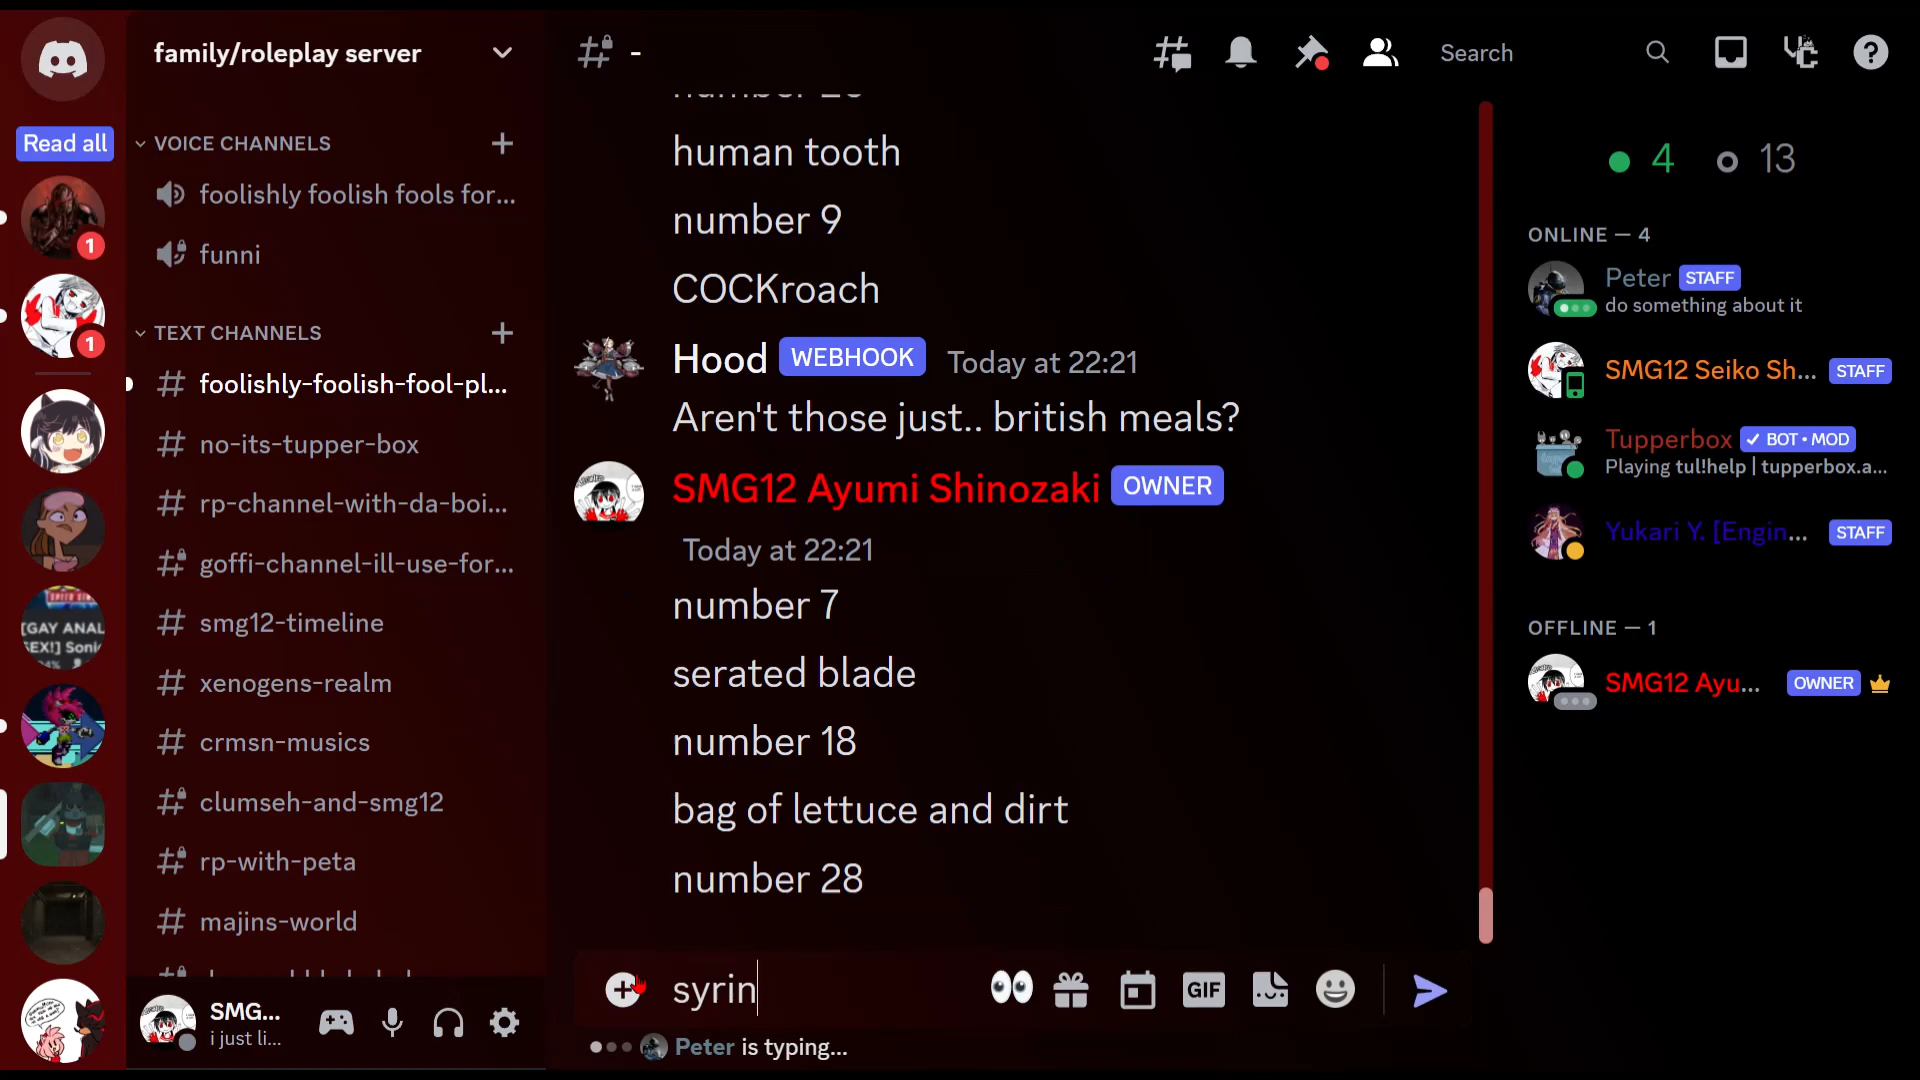 family/roleplay server
-
Search
Read all
VOICE CHANNELS
foolishly foolish fools for...
funni
TEXT CHANNELS
foolishly-foolish-fool-pl...
no-its-tupper-box
rp-channel-with-da-boi...
goffi-channel-ill-use-for...
smg12-timeline
xenogens-realm
crmsn-musics
clumseh-and-smg12
rp-with-peta
majins-world
1
1
[GAY ANAL
SMG...
i just li...
human tooth
number 9
COCKroach
Hood WEBHOOK Today at 22:21
Aren't those just.. british meals?
SMG12 Ayumi Shinozaki OWNER
Today at 22:21
number 7
serated blade
number 18
bag of lettuce and dirt
number 28
syrin
GIF
Peter is typing...
4 13
ONLINE — 4
Peter STAFF
do something about it
SMG12 Seiko Sh... STAFF
Tupperbox ✓ BOT • MOD
Playing tul!help | tupperbox.a...
Yukari Y. [Engin... STAFF
OFFLINE — 1
SMG12 Ayu... OWNER